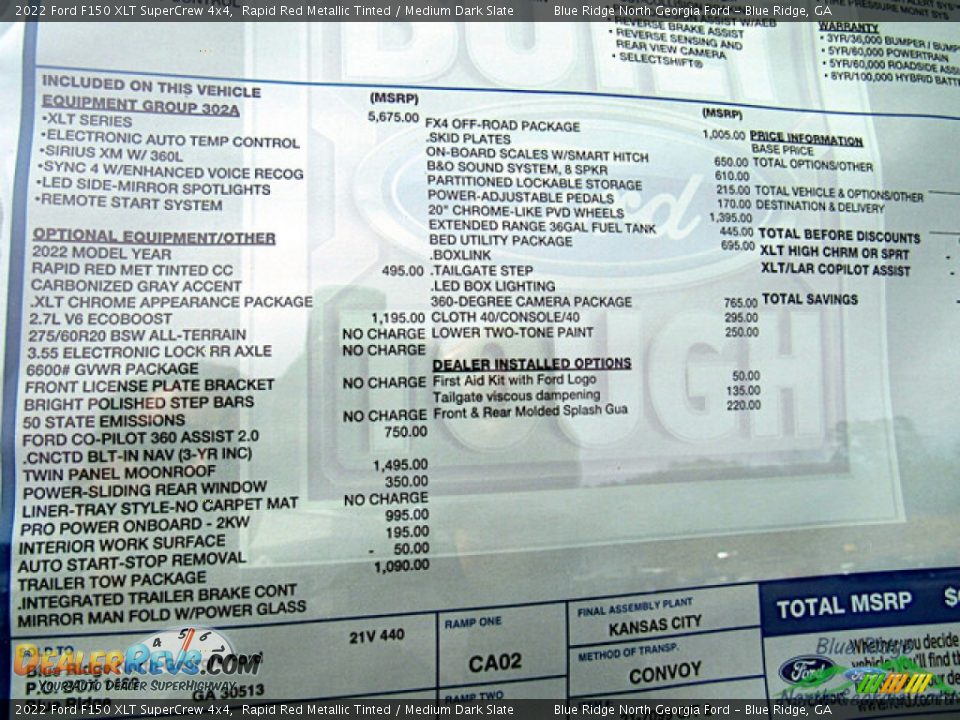 2022 Ford F150 XLT SuperCrew 4x4, Rapid Red Metallic Tinted / Medium Dark Slate Blue Ridge North Georgia Ford – Blue Ridge, GA
• REVERSE BRAKE ASSIST
• REVERSE SENSING AND
REAR VIEW CAMERA
• SELECTSHIFT®
WARRANTY
• 3YR/36,000 BUMPER / BUMP
• 5YR/60,000 POWERTRAIN
• 5YR/60,000 ROADSIDE ASS
• 8YR/100,000 HYBRID BATT
INCLUDED ON THIS VEHICLE
(MSRP)
EQUIPMENT GROUP 302A
5,675.00
•XLT SERIES
•ELECTRONIC AUTO TEMP CONTROL
•SIRIUS XM W/ 360L
•SYNC 4 W/ENHANCED VOICE RECOG
•LED SIDE-MIRROR SPOTLIGHTS
•REMOTE START SYSTEM
OPTIONAL EQUIPMENT/OTHER
2022 MODEL YEAR
RAPID RED MET TINTED CC 495.00
CARBONIZED GRAY ACCENT
.XLT CHROME APPEARANCE PACKAGE
2.7L V6 ECOBOOST 1,195.00
275/60R20 BSW ALL-TERRAIN NO CHARGE
3.55 ELECTRONIC LOCK RR AXLE NO CHARGE
6600# GVWR PACKAGE
FRONT LICENSE PLATE BRACKET NO CHARGE
BRIGHT POLISHED STEP BARS
50 STATE EMISSIONS NO CHARGE
FORD CO-PILOT 360 ASSIST 2.0 750.00
.CNCTD BLT-IN NAV (3-YR INC)
TWIN PANEL MOONROOF 1,495.00
POWER-SLIDING REAR WINDOW 350.00
LINER-TRAY STYLE-NO CARPET MAT NO CHARGE
PRO POWER ONBOARD - 2KW 995.00
INTERIOR WORK SURFACE 195.00
AUTO START-STOP REMOVAL - 50.00
TRAILER TOW PACKAGE 1,090.00
.INTEGRATED TRAILER BRAKE CONT
MIRROR MAN FOLD W/POWER GLASS
(MSRP)
FX4 OFF-ROAD PACKAGE 1,005.00
.SKID PLATES
ON-BOARD SCALES W/SMART HITCH 650.00
B&O SOUND SYSTEM, 8 SPKR 610.00
PARTITIONED LOCKABLE STORAGE 215.00
POWER-ADJUSTABLE PEDALS 170.00
20" CHROME-LIKE PVD WHEELS 1,395.00
EXTENDED RANGE 36GAL FUEL TANK 445.00
BED UTILITY PACKAGE 695.00
.BOXLINK
.TAILGATE STEP
.LED BOX LIGHTING
360-DEGREE CAMERA PACKAGE 765.00
CLOTH 40/CONSOLE/40 295.00
LOWER TWO-TONE PAINT 250.00
DEALER INSTALLED OPTIONS
First Aid Kit with Ford Logo 50.00
Tailgate viscous dampening 135.00
Front & Rear Molded Splash Gua 220.00
PRICE INFORMATION
BASE PRICE
TOTAL OPTIONS/OTHER
TOTAL VEHICLE & OPTIONS/OTHER
DESTINATION & DELIVERY
TOTAL BEFORE DISCOUNTS
XLT HIGH CHRM OR SPRT
XLT/LAR COPILOT ASSIST
TOTAL SAVINGS
BUILT
Ford
TOUGH
21V 440
RAMP ONE
CA02
RAMP TWO
FINAL ASSEMBLY PLANT
KANSAS CITY
METHOD OF TRANSP.
CONVOY
TOTAL MSRP $
Whether you decide
Ford
Blue Ridge
GA 30513
DealerRevs.com
Your Auto Dealer SuperHighway
2022 Ford F150 XLT SuperCrew 4x4, Rapid Red Metallic Tinted / Medium Dark Slate Blue Ridge North Georgia Ford – Blue Ridge, GA